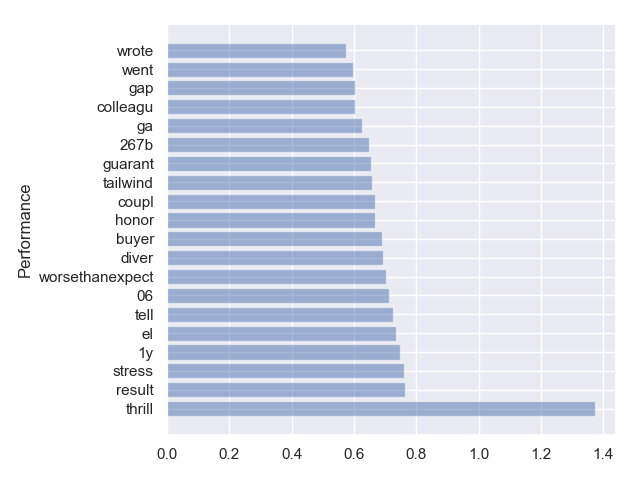 wrote
went
gap
colleagu
ga
267b
guarant
tailwind
coupl
honor
buyer
diver
worsethanexpect
06
tell
el
1y
stress
result
thrill
Performance
0.0 0.2 0.4 0.6 0.8 1.0 1.2 1.4